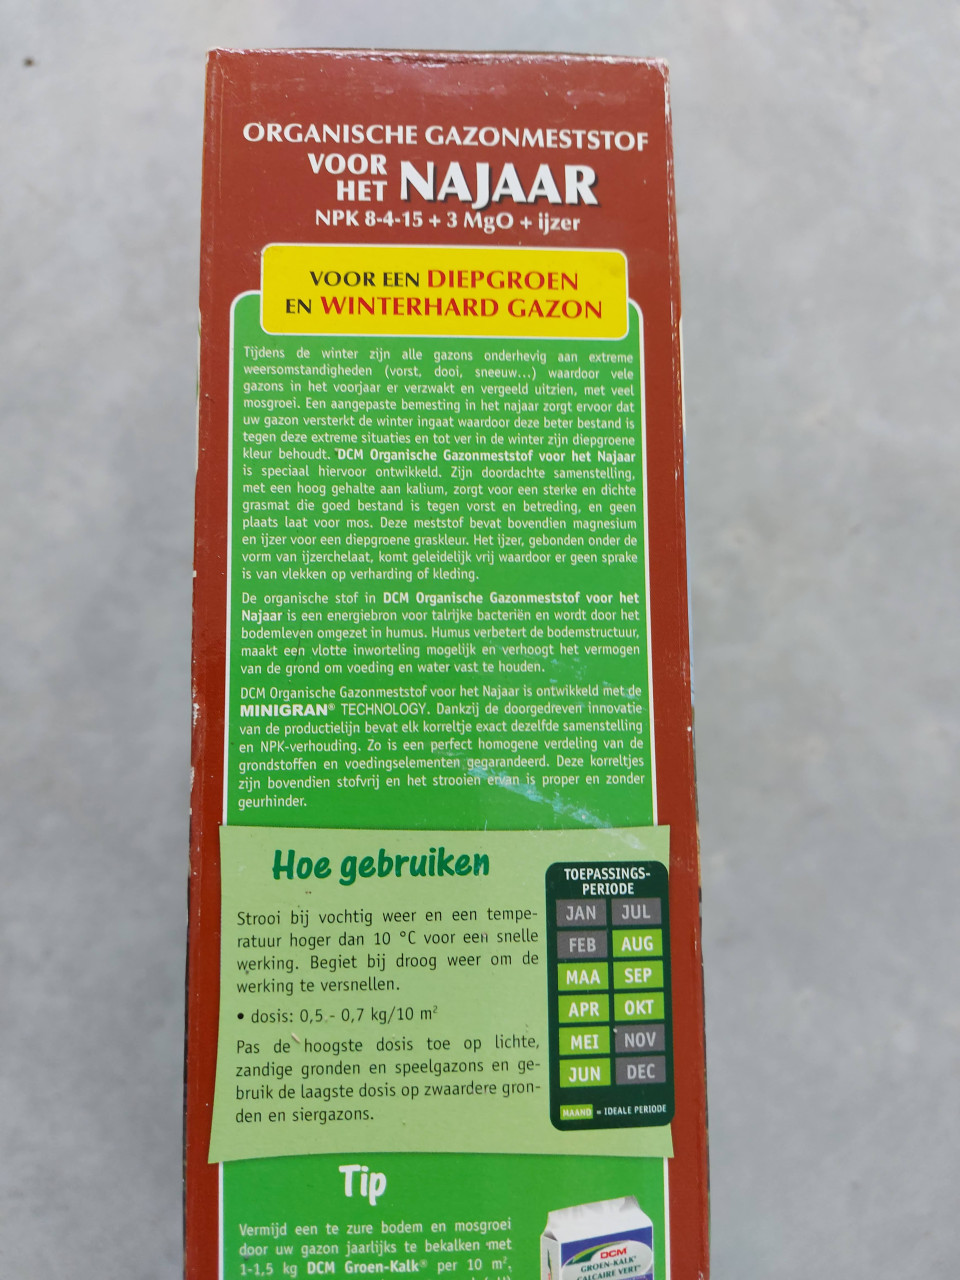 ORGANISCHE GAZONMESTSTOF
VOOR
HET NAJAAR
NPK 8-4-15 + 3 MgO + ijzer
VOOR EEN DIEPGROEN
EN WINTERHARD GAZON
Tijdens de winter zijn alle gazons onderhevig aan extreme
weersomstandigheden (vorst, dooi, sneeuw...) waardoor vele
gazons in het voorjaar er verzwakt en vergeeld uitzien, met veel
mosgroei. Een aangepaste bemesting in het najaar zorgt ervoor dat
uw gazon versterkt de winter ingaat waardoor deze beter bestand is
tegen deze extreme situaties en tot ver in de winter zijn diepgroene
kleur behoudt. DCM Organische Gazonmeststof voor het Najaar
is speciaal hiervoor ontwikkeld. Zijn doordachte samenstelling,
met een hoog gehalte aan kalium, zorgt voor een sterke en dichte
grasmat die goed bestand is tegen vorst en betreding, en geen
plaats laat voor mos. Deze meststof bevat bovendien magnesium
en ijzer voor een diepgroene graskleur. Het ijzer, gebonden onder de
vorm van ijzerchelaat, komt geleidelijk vrij waardoor er geen sprake
is van vlekken op verharding of kleding.
De organische stof in DCM Organische Gazonmeststof voor het
Najaar is een energiebron voor talrijke bacteriën en wordt door het
bodemleven omgezet in humus. Humus verbetert de bodemstructuur,
maakt een vlotte inworteling mogelijk en verhoogt het vermogen
van de grond om voeding en water vast te houden.
DCM Organische Gazonmeststof voor het Najaar is ontwikkeld met de
MINIGRAN® TECHNOLOGY. Dankzij de doorgedreven innovatie
van de productielijn bevat elk korreltje exact dezelfde samenstelling
en NPK-verhouding. Zo is een perfect homogene verdeling van de
grondstoffen en voedingselementen gegarandeerd. Deze korreltjes
zijn bovendien stofvrij en het strooien ervan is proper en zonder
geurhinder.
Hoe gebruiken
Strooi bij vochtig weer en een tempe-
ratuur hoger dan 10 °C voor een snelle
werking. Begiet bij droog weer om de
werking te versnellen.
• dosis: 0,5 - 0,7 kg/10 m²
Pas de hoogste dosis toe op lichte,
zandige gronden en speelgazons en ge-
bruik de laagste dosis op zwaardere gron-
den en siergazons.
TOEPASSINGS-
PERIODE
JAN JUL
FEB AUG
MAA SEP
APR OKT
MEI NOV
JUN DEC
MAAND = IDEALE PERIODE
Tip
Vermijd een te zure bodem en mosgroei
door uw gazon jaarlijks te bekalken met
1-1,5 kg DCM Groen-Kalk® per 10 m²,
DCM
GROEN-KALK®
CALCAIRE VERT®